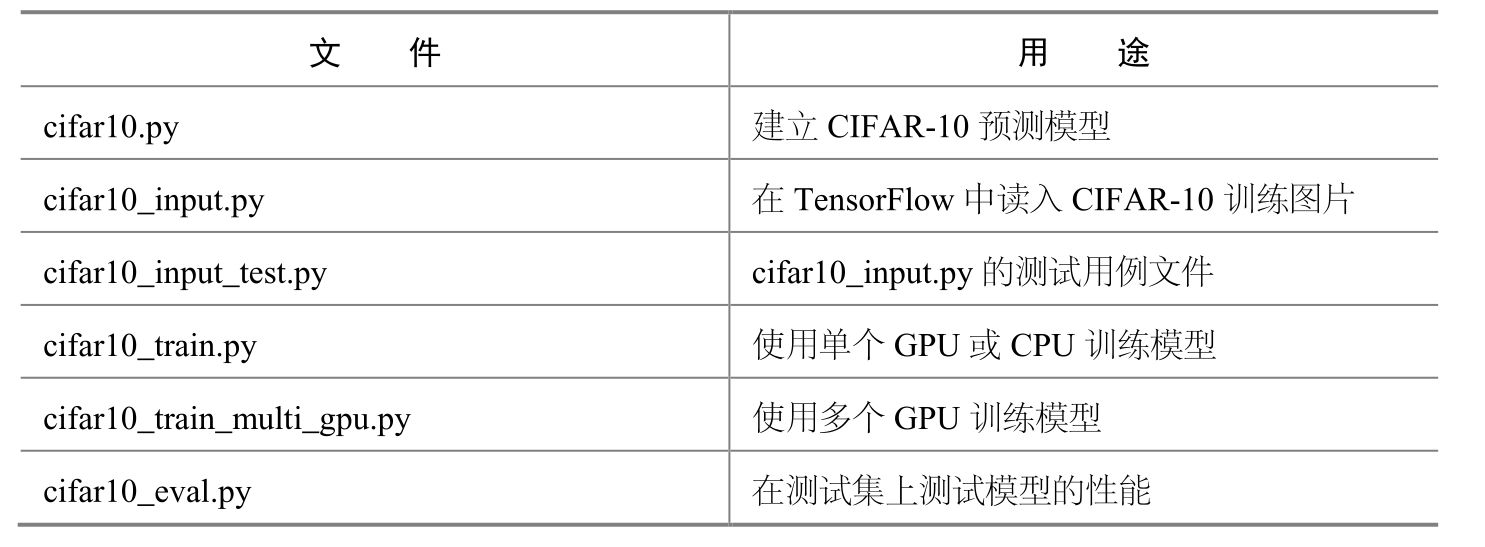 文 件 用 途
cifar10.py 建立 CIFAR-10 预测模型
cifar10_input.py 在 TensorFlow 中读入 CIFAR-10 训练图片
cifar10_input_test.py cifar10_input.py 的测试用例文件
cifar10_train.py 使用单个 GPU 或 CPU 训练模型
cifar10_train_multi_gpu.py 使用多个 GPU 训练模型
cifar10_eval.py 在测试集上测试模型的性能